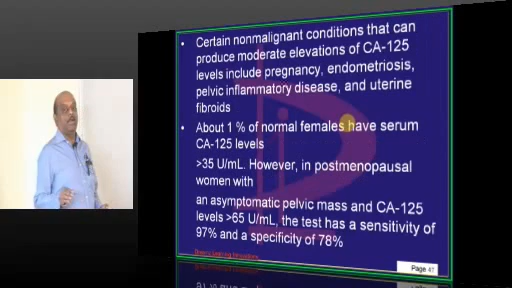 • Certain nonmalignant conditions that can
produce moderate elevations of CA-125
levels include pregnancy, endometriosis,
pelvic inflammatory disease, and uterine
fibroids
• About 1 % of normal females have serum
CA-125 levels
>35 U/mL. However, in postmenopausal
women with
an asymptomatic pelvic mass and CA-125
levels >65 U/mL, the test has a sensitivity of
97% and a specificity of 78%
Page 41